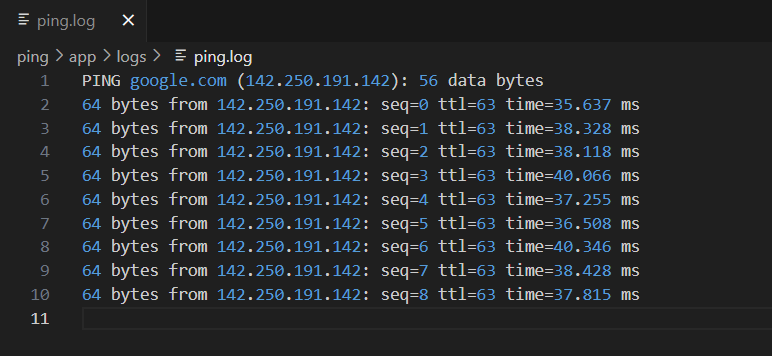 ping.log ×
ping > app > logs > ping.log
1 PING google.com (142.250.191.142): 56 data bytes
2 64 bytes from 142.250.191.142: seq=0 ttl=63 time=35.637 ms
3 64 bytes from 142.250.191.142: seq=1 ttl=63 time=38.328 ms
4 64 bytes from 142.250.191.142: seq=2 ttl=63 time=38.118 ms
5 64 bytes from 142.250.191.142: seq=3 ttl=63 time=40.066 ms
6 64 bytes from 142.250.191.142: seq=4 ttl=63 time=37.255 ms
7 64 bytes from 142.250.191.142: seq=5 ttl=63 time=36.508 ms
8 64 bytes from 142.250.191.142: seq=6 ttl=63 time=40.346 ms
9 64 bytes from 142.250.191.142: seq=7 ttl=63 time=38.428 ms
10 64 bytes from 142.250.191.142: seq=8 ttl=63 time=37.815 ms
11